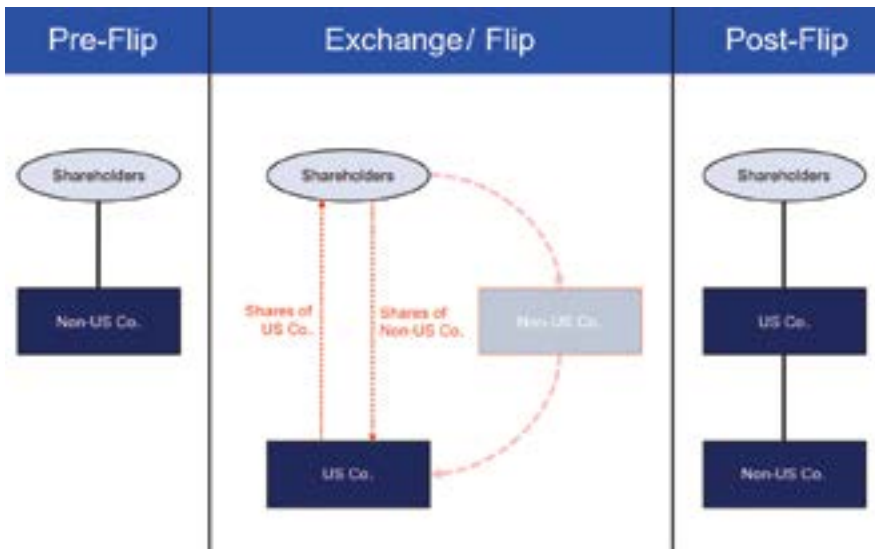 Pre-Flip
Exchange/ Flip
Post-Flip
Shareholders
Non-US Co.
Shareholders
Shares of
US Co.
Shares of
Non-US Co.
Non-US Co.
US Co.
Shareholders
US Co.
Non-US Co.